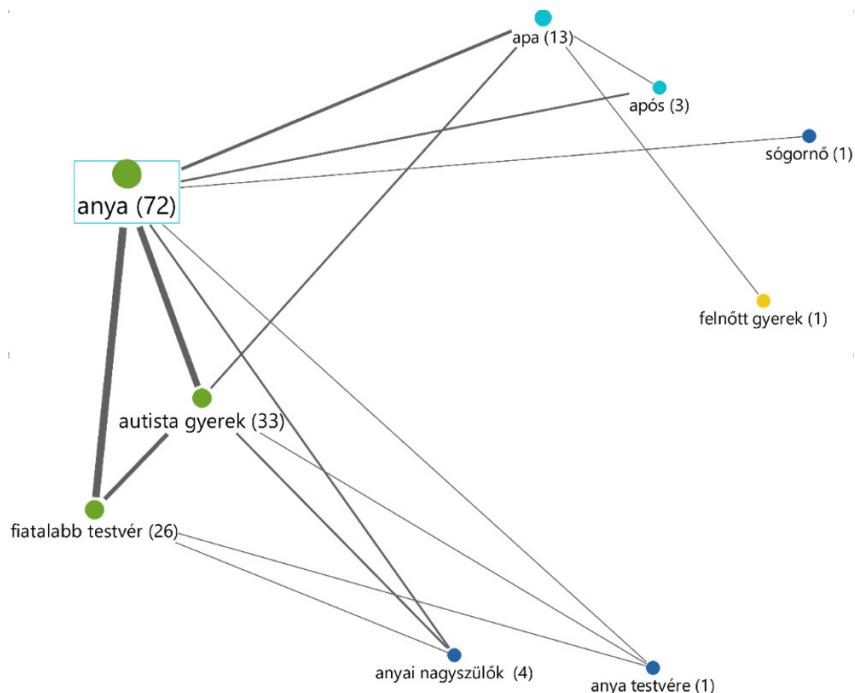 apa (13)
após (3)
sógornő (1)
anya (72)
felnőtt gyerek (1)
autista gyerek (33)
fiatalabb testvér (26)
anyai nagyszülők (4)
anya testvére (1)